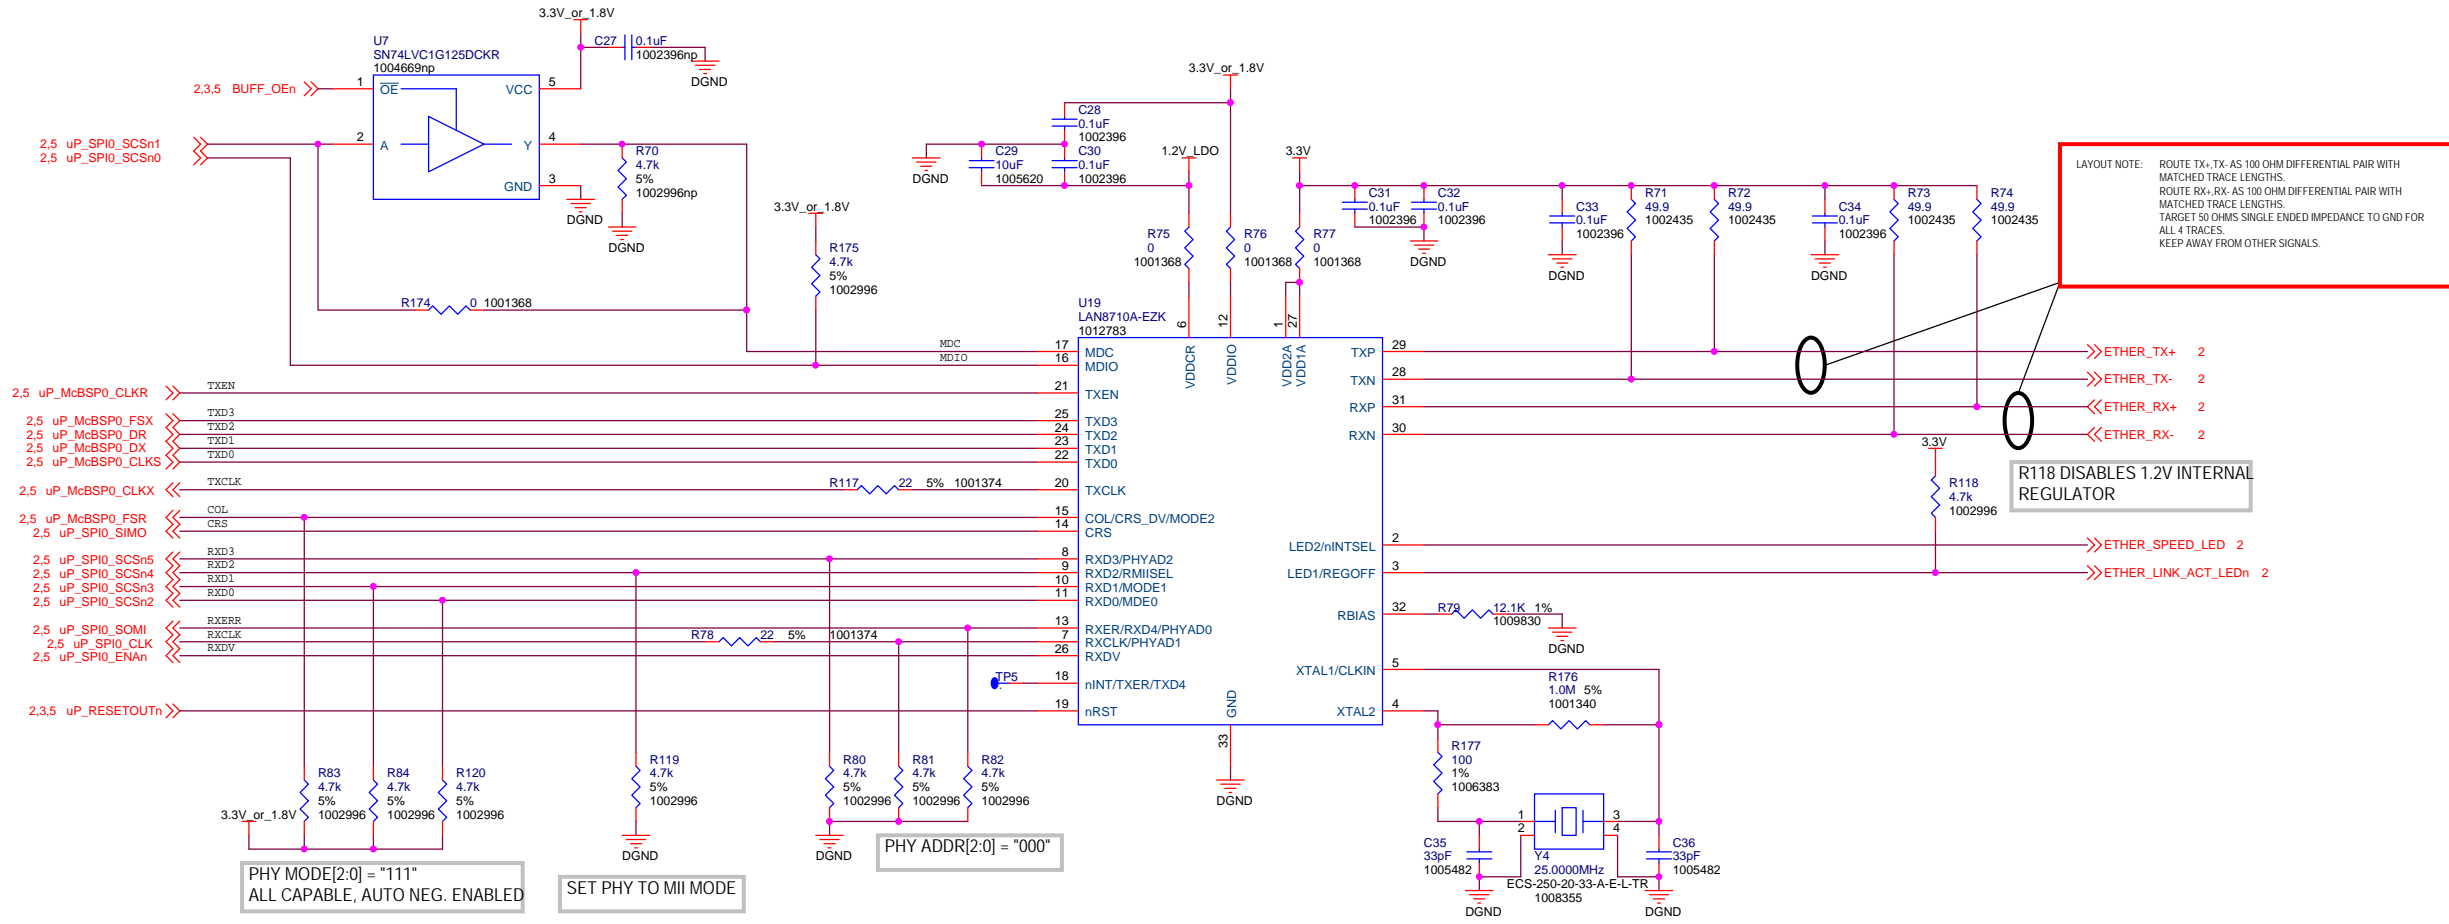 3.3V_or_1.8V
U7
SN74LVC1G125DCKR
1004669np
C27
0.1uF
1002396np
DGND
2,3,5 BUFF_OEn
1
OE
VCC
5
2,5 uP_SPI0_SCSn1
2,5 uP_SPI0_SCSn0
2
A
Y
4
GND
3
DGND
R70
4.7k
5%
1002996np
DGND
3.3V_or_1.8V
R175
4.7k
5%
1002996
R174
0
1001368
3.3V_or_1.8V
C28
0.1uF
1002396
DGND
C29
10uF
1005620
C30
0.1uF
1002396
1.2V_LDO
3.3V
R75
0
1001368
R76
0
1001368
R77
0
1001368
C31
0.1uF
1002396
C32
0.1uF
1002396
DGND
C33
0.1uF
1002396
DGND
R71
49.9
1002435
R72
49.9
1002435
C34
0.1uF
1002396
DGND
R73
49.9
1002435
R74
49.9
1002435
LAYOUT NOTE: ROUTE TX+,TX- AS 100 OHM DIFFERENTIAL PAIR WITH
MATCHED TRACE LENGTHS.
ROUTE RX+,RX- AS 100 OHM DIFFERENTIAL PAIR WITH
MATCHED TRACE LENGTHS.
TARGET 50 OHMS SINGLE ENDED IMPEDANCE TO GND FOR
ALL 4 TRACES.
KEEP AWAY FROM OTHER SIGNALS.
U19
LAN8710A-EZK
1012783
6
12
1
27
VDDCR
VDDIO
VDD2A
VDD1A
MDC
17
MDC
MDIO
16
MDIO
2,5 uP_McBSP0_CLKR
TXEN
21
TXEN
2,5 uP_McBSP0_FSX
TXD3
25
TXD3
2,5 uP_McBSP0_DR
TXD2
24
TXD2
2,5 uP_McBSP0_DX
TXD1
23
TXD1
2,5 uP_McBSP0_CLKS
TXD0
22
TXD0
2,5 uP_McBSP0_CLKX
TXCLK
R117
22
5%
1001374
20
TXCLK
2,5 uP_McBSP0_FSR
COL
15
COL/CRS_DV/MODE2
2,5 uP_SPI0_SIMO
CRS
14
CRS
2,5 uP_SPI0_SCSn5
RXD3
8
RXD3/PHYAD2
2,5 uP_SPI0_SCSn4
RXD2
9
RXD2/RMIISEL
2,5 uP_SPI0_SCSn3
RXD1
10
RXD1/MODE1
2,5 uP_SPI0_SCSn2
RXD0
11
RXD0/MDE0
2,5 uP_SPI0_SOMI
RXERR
13
RXER/RXD4/PHYAD0
2,5 uP_SPI0_CLK
RXCLK
R78
22
5%
1001374
7
RXCLK/PHYAD1
2,5 uP_SPI0_ENAn
RXDV
26
RXDV
TP5
18
nINT/TXER/TXD4
2,3,5 uP_RESETOUTn
19
nRST
GND
33
DGND
TXP
29
ETHER_TX+ 2
TXN
28
ETHER_TX- 2
RXP
31
ETHER_RX+ 2
RXN
30
ETHER_RX- 2
3.3V
R118
4.7k
1002996
R118 DISABLES 1.2V INTERNAL
REGULATOR
LED2/nINTSEL
2
ETHER_SPEED_LED 2
LED1/REGOFF
3
ETHER_LINK_ACT_LEDn 2
RBIAS
32
R79
12.1K 1%
1009830
DGND
XTAL1/CLKIN
5
R176
1.0M 5%
1001340
XTAL2
4
R177
100
1%
1006383
1
2
3
4
C35
33pF
1005482
DGND
Y4
25.0000MHz
ECS-250-20-33-A-E-L-TR
1008355
C36
33pF
1005482
DGND
R83
4.7k
5%
1002996
R84
4.7k
5%
1002996
R120
4.7k
5%
1002996
3.3V_or_1.8V
PHY MODE[2:0] = "111"
ALL CAPABLE, AUTO NEG. ENABLED
R119
4.7k
5%
1002996
DGND
SET PHY TO MII MODE
R80
4.7k
5%
1002996
R81
4.7k
5%
1002996
R82
4.7k
5%
1002996
DGND
PHY ADDR[2:0] = "000"